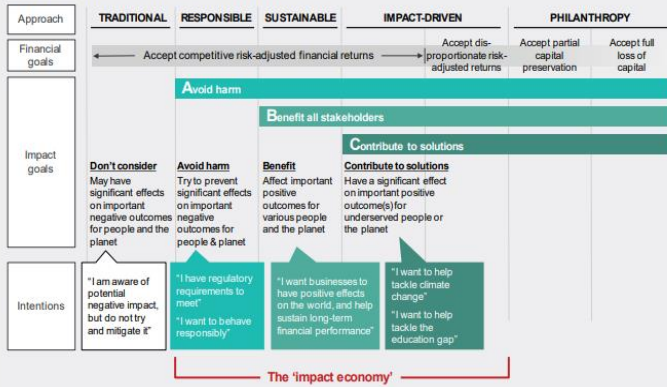 Approach
TRADITIONAL
RESPONSIBLE
SUSTAINABLE
IMPACT-DRIVEN
PHILANTHROPY
Financial
goals
Accept competitive risk-adjusted financial returns
Accept dis-
proportionate risk-
adjusted returns
Accept partial
capital
preservation
Accept full
loss of
capital
Impact
goals
Avoid harm
Benefit all stakeholders
Contribute to solutions
Don't consider
May have
significant effects
on important
negative outcomes
for people and the
planet
Avoid harm
Try to prevent
significant effects
on important
negative
outcomes for
people & planet
Benefit
Affect important
positive
outcomes for
various people
and the planet
Contribute to solutions
Have a significant effect
on important positive
outcome(s) for
underserved people or
the planet
Intentions
"I am aware of
potential
negative impact,
but do not try
and mitigate it"
"I have regulatory
requirements to
meet"
"I want to behave
responsibly"
"I want businesses to
have positive effects
on the world, and help
sustain long-term
financial performance"
"I want to help
tackle climate
change"
"I want to help
tackle the
education gap"
The 'impact economy'